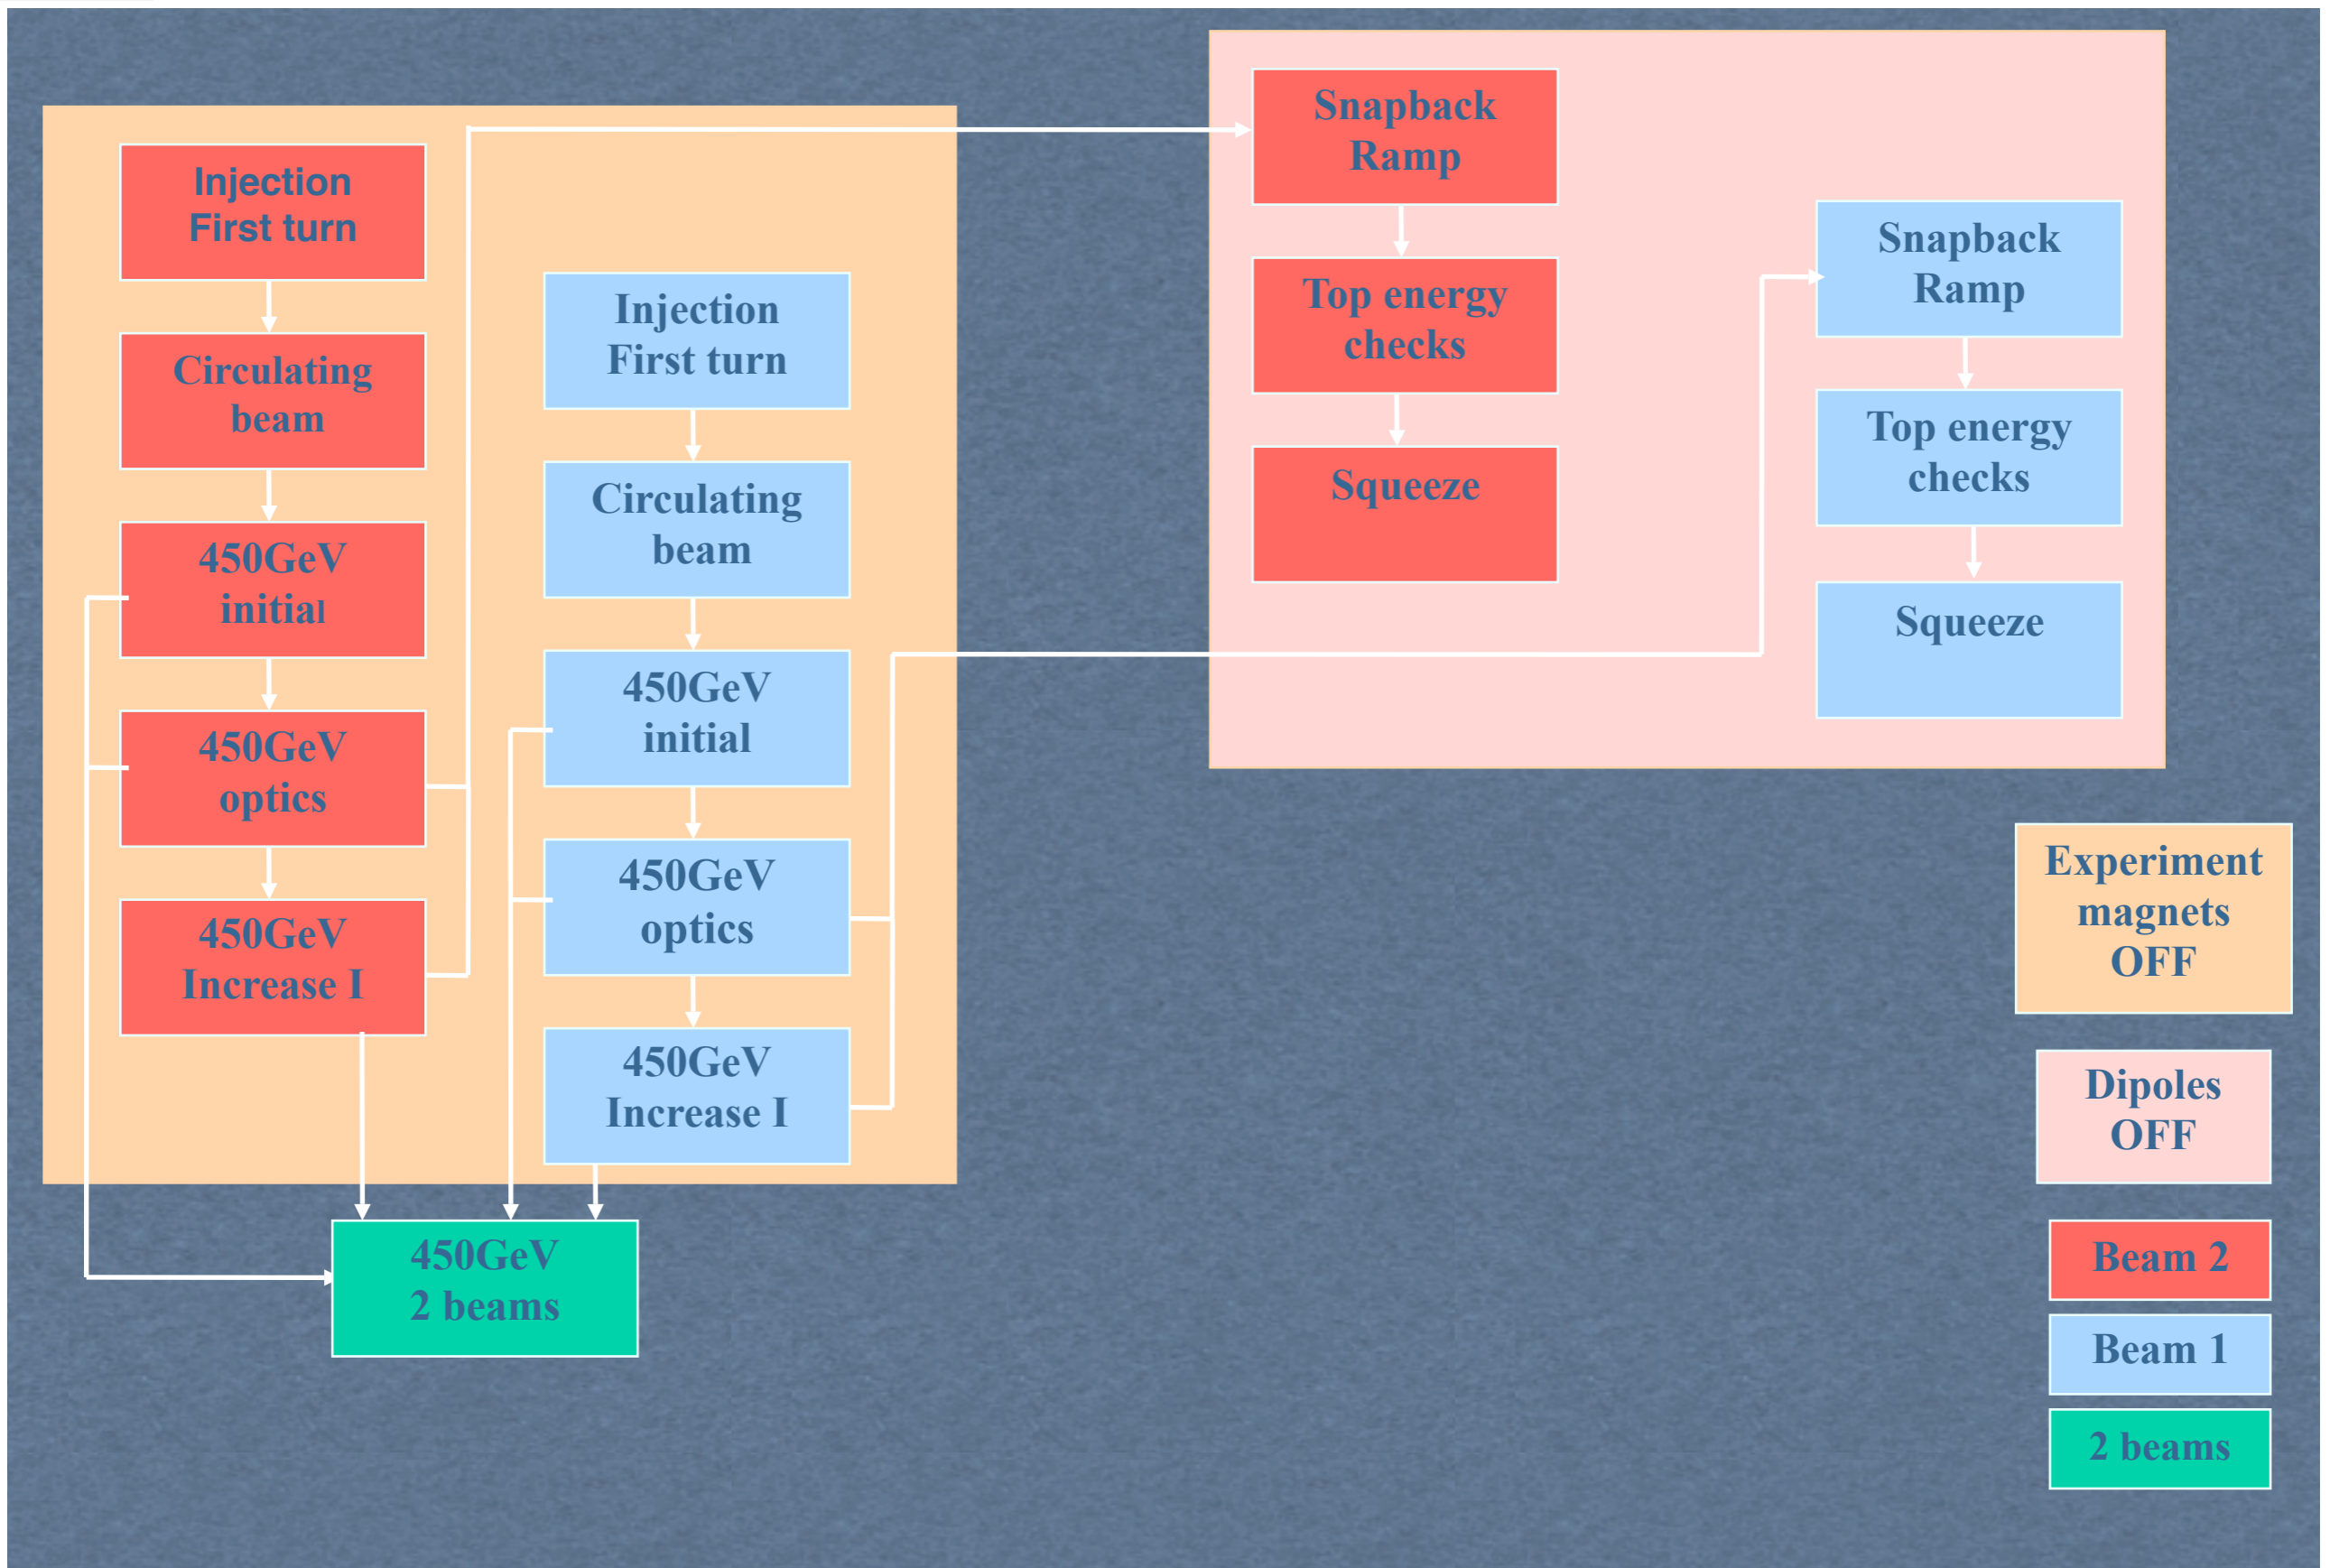 Injection
First turn
Circulating
beam
450GeV
initial
450GeV
optics
450GeV
Increase I
Injection
First turn
Circulating
beam
450GeV
initial
450GeV
optics
450GeV
Increase I
450GeV
2 beams
Snapback
Ramp
Top energy
checks
Squeeze
Snapback
Ramp
Top energy
checks
Squeeze
Experiment
magnets
OFF
Dipoles
OFF
Beam 2
Beam 1
2 beams